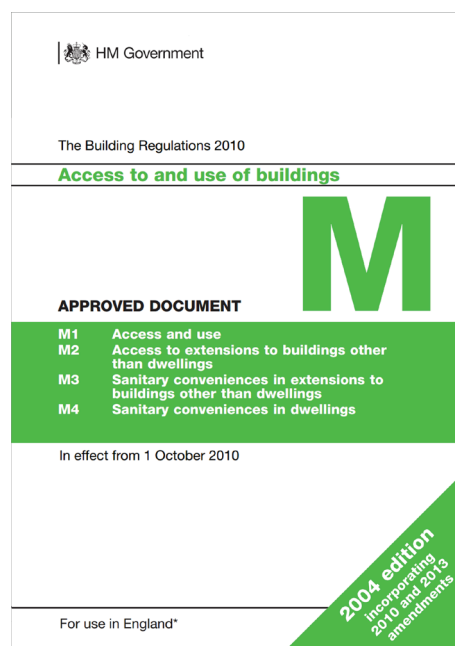 HM Government
The Building Regulations 2010
Access to and use of buildings
M
APPROVED DOCUMENT
M1 Access and use
M2 Access to extensions to buildings other
than dwellings
M3 Sanitary conveniences in extensions to
buildings other than dwellings
M4 Sanitary conveniences in dwellings
In effect from 1 October 2010
2004 edition
incorporating
2010 and 2013
amendments
For use in England*